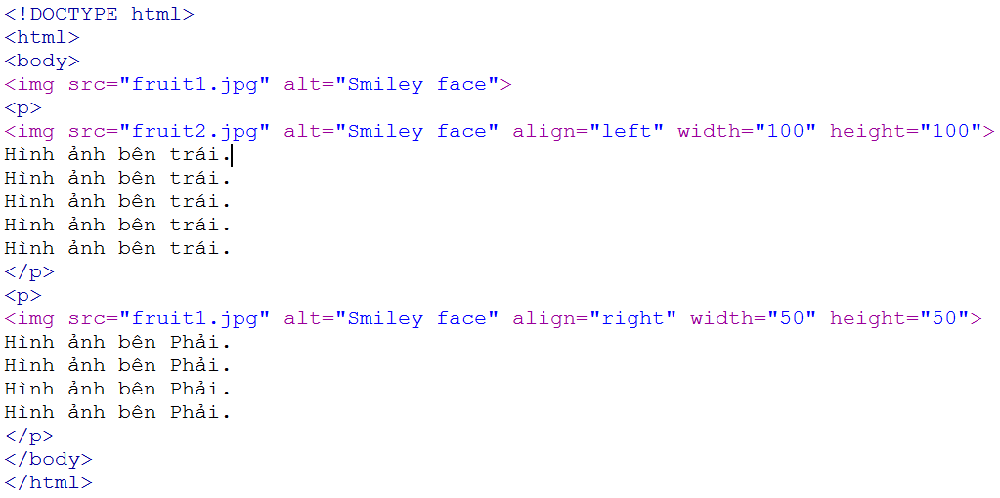 <!DOCTYPE html>
<html>
<body>
<img src="fruit1.jpg" alt="Smiley face">
<p>
<img src="fruit2.jpg" alt="Smiley face" align="left" width="100" height="100">
Hình ảnh bên trái.
Hình ảnh bên trái.
Hình ảnh bên trái.
Hình ảnh bên trái.
Hình ảnh bên trái.
</p>
<p>
<img src="fruit1.jpg" alt="Smiley face" align="right" width="50" height="50">
Hình ảnh bên Phải.
Hình ảnh bên Phải.
Hình ảnh bên Phải.
Hình ảnh bên Phải.
</p>
</body>
</html>